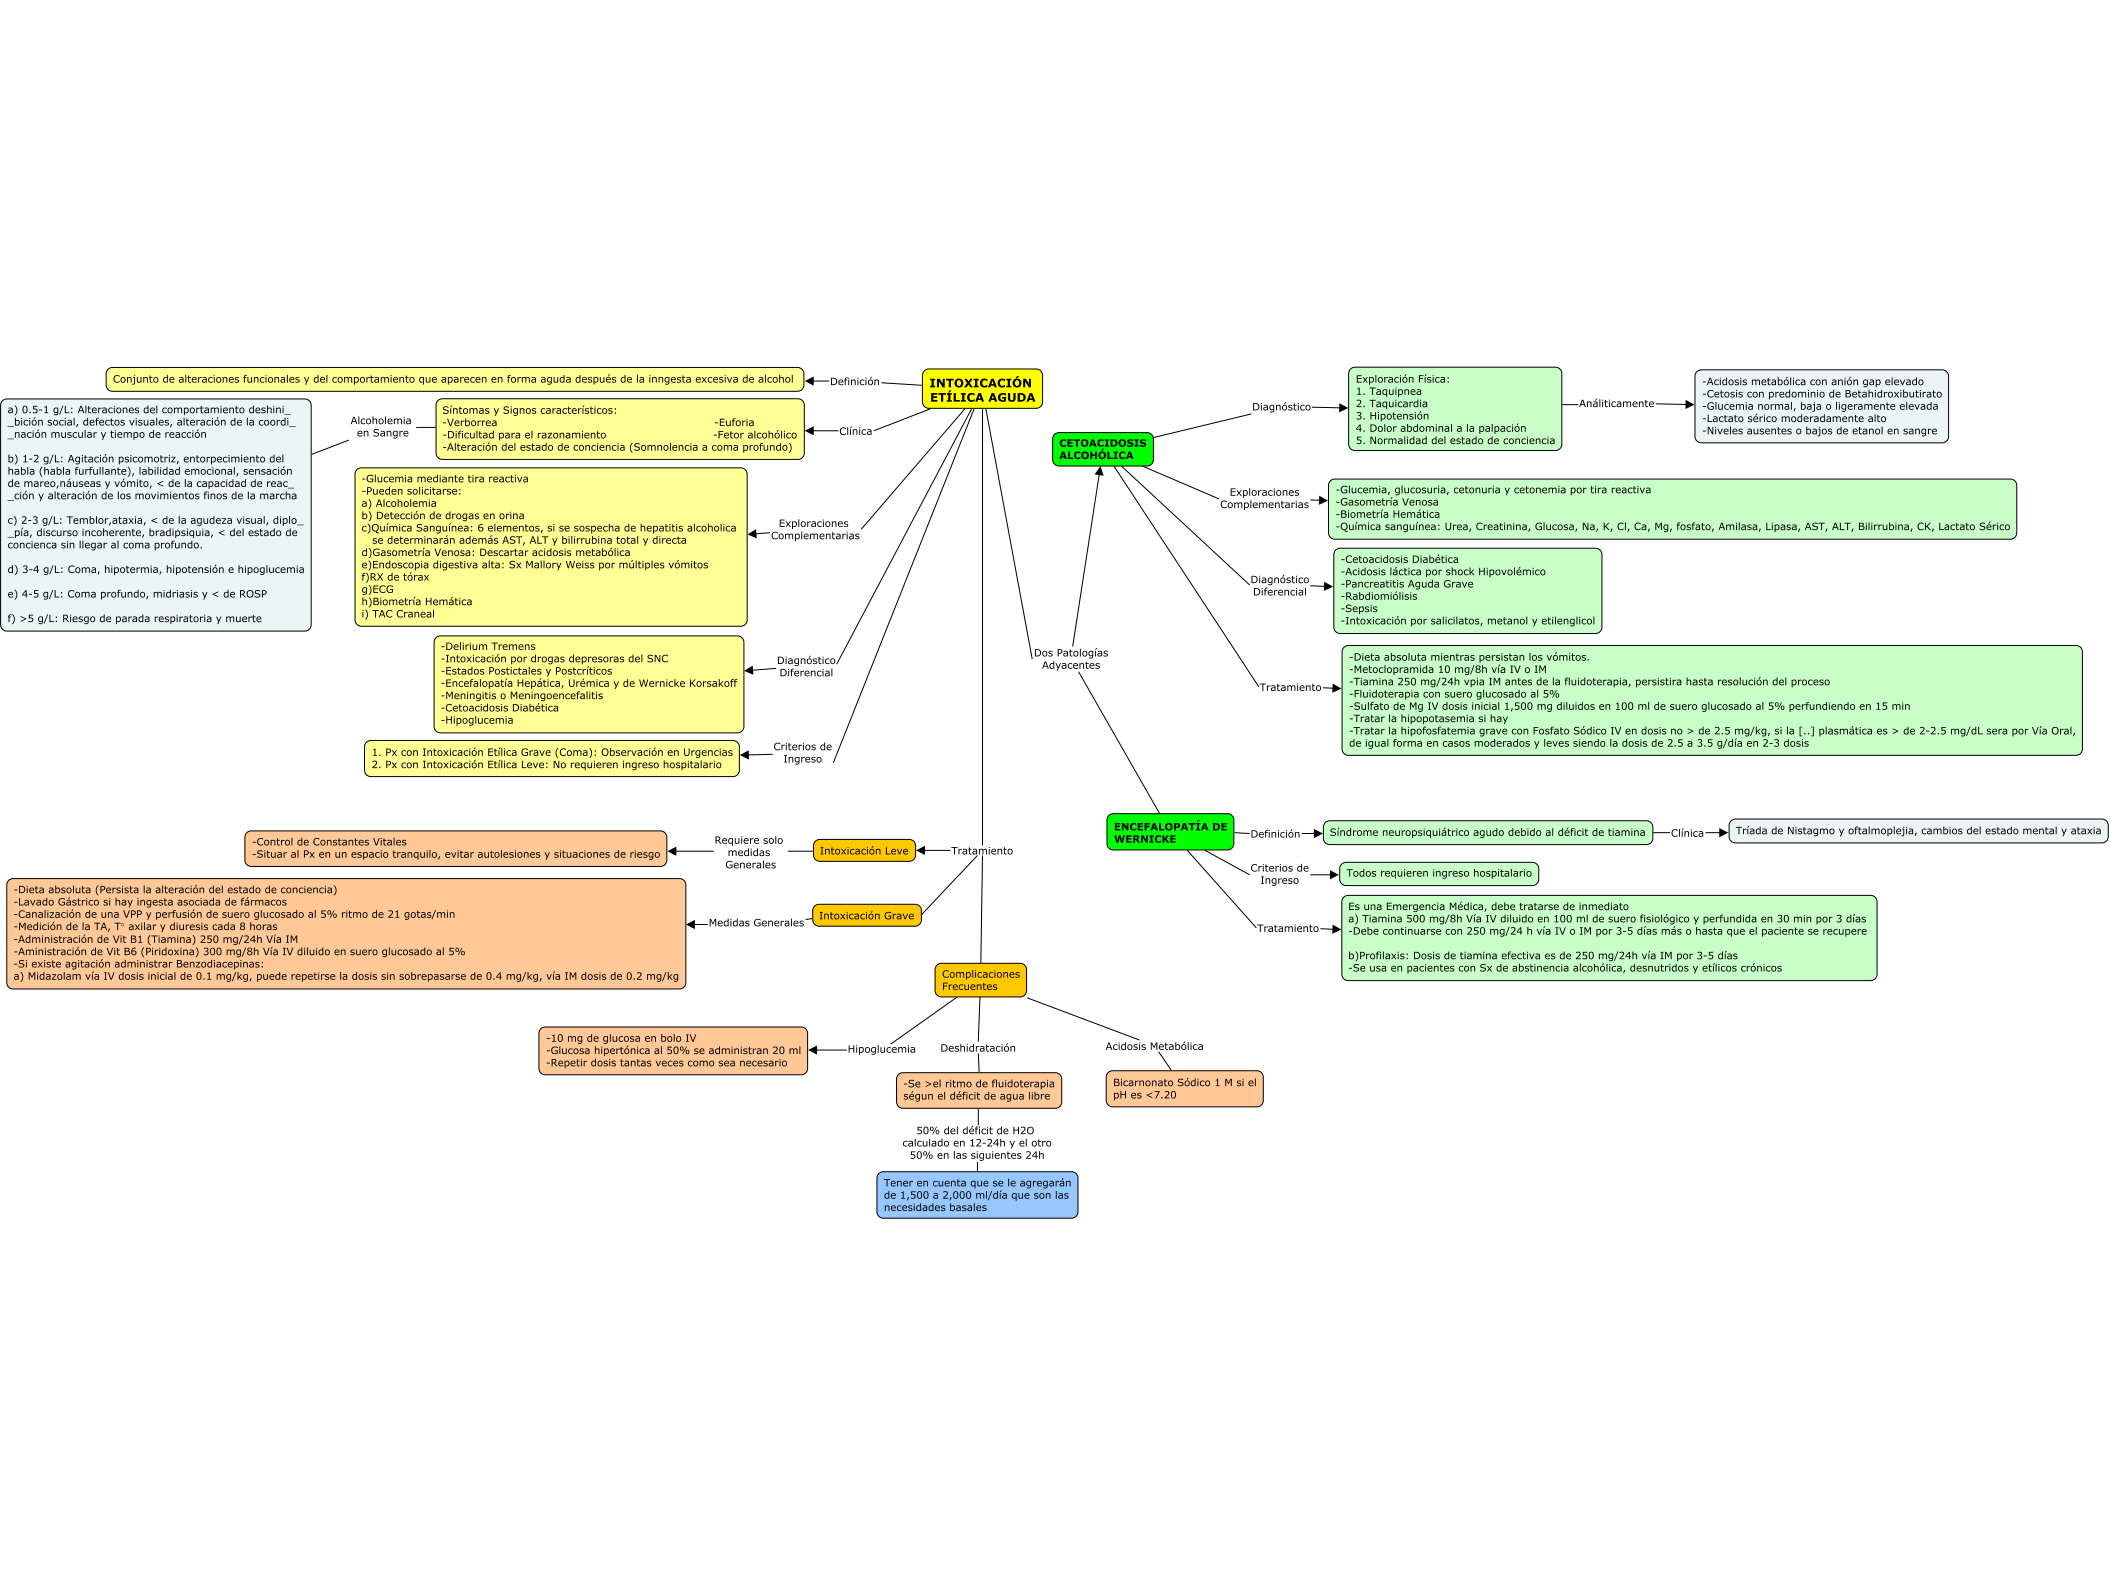 INTOXICACIÓN
ETÍLICA AGUDA
Definición
Conjunto de alteraciones funcionales y del comportamiento que aparecen en forma aguda después de la inngesta excesiva de alcohol
Clínica
Síntomas y Signos característicos:
-Verborrea -Euforia
-Dificultad para el razonamiento -Fetor alcohólico
-Alteración del estado de conciencia (Somnolencia a coma profundo)
Alcoholemia
en Sangre
a) 0.5-1 g/L: Alteraciones del comportamiento deshini_
_bición social, defectos visuales, alteración de la coordi_
_nación muscular y tiempo de reacción
b) 1-2 g/L: Agitación psicomotriz, entorpecimiento del
habla (habla furfullante), labilidad emocional, sensación
de mareo,náuseas y vómito, < de la capacidad de reac_
_ción y alteración de los movimientos finos de la marcha
c) 2-3 g/L: Temblor,ataxia, < de la agudeza visual, diplo_
_pía, discurso incoherente, bradipsiquia, < del estado de
concienca sin llegar al coma profundo.
d) 3-4 g/L: Coma, hipotermia, hipotensión e hipoglucemia
e) 4-5 g/L: Coma profundo, midriasis y < de ROSP
f) >5 g/L: Riesgo de parada respiratoria y muerte
Exploraciones
Complementarias
-Glucemia mediante tira reactiva
-Pueden solicitarse:
a) Alcoholemia
b) Detección de drogas en orina
c)Química Sanguínea: 6 elementos, si se sospecha de hepatitis alcoholica
se determinarán además AST, ALT y bilirrubina total y directa
d)Gasometría Venosa: Descartar acidosis metabólica
e)Endoscopia digestiva alta: Sx Mallory Weiss por múltiples vómitos
f)RX de tórax
g)ECG
h)Biometría Hemática
i) TAC Craneal
Diagnóstico
Diferencial
-Delirium Tremens
-Intoxicación por drogas depresoras del SNC
-Estados Postictales y Postcríticos
-Encefalopatía Hepática, Urémica y de Wernicke Korsakoff
-Meningitis o Meningoencefalitis
-Cetoacidosis Diabética
-Hipoglucemia
Criterios de
Ingreso
1. Px con Intoxicación Etílica Grave (Coma): Observación en Urgencias
2. Px con Intoxicación Etílica Leve: No requieren ingreso hospitalario
Tratamiento
Intoxicación Leve
Requiere solo
medidas
Generales
-Control de Constantes Vitales
-Situar al Px en un espacio tranquilo, evitar autolesiones y situaciones de riesgo
Intoxicación Grave
Medidas Generales
-Dieta absoluta (Persista la alteración del estado de conciencia)
-Lavado Gástrico si hay ingesta asociada de fármacos
-Canalización de una VPP y perfusión de suero glucosado al 5% ritmo de 21 gotas/min
-Medición de la TA, T° axilar y diuresis cada 8 horas
-Administración de Vit B1 (Tiamina) 250 mg/24h Vía IM
-Aministración de Vit B6 (Piridoxina) 300 mg/8h Vía IV diluido en suero glucosado al 5%
-Si existe agitación administrar Benzodiacepinas:
a) Midazolam vía IV dosis inicial de 0.1 mg/kg, puede repetirse la dosis sin sobrepasarse de 0.4 mg/kg, vía IM dosis de 0.2 mg/kg
Complicaciones
Frecuentes
Hipoglucemia
-10 mg de glucosa en bolo IV
-Glucosa hipertónica al 50% se administran 20 ml
-Repetir dosis tantas veces como sea necesario
Deshidratación
-Se >el ritmo de fluidoterapia
ségun el déficit de agua libre
50% del déficit de H2O
calculado en 12-24h y el otro
50% en las siguientes 24h
Tener en cuenta que se le agregarán
de 1,500 a 2,000 ml/día que son las
necesidades basales
Acidosis Metabólica
Bicarnonato Sódico 1 M si el
pH es <7.20
Dos Patologías
Adyacentes
CETOACIDOSIS
ALCOHÓLICA
Diagnóstico
Exploración Física:
1. Taquipnea
2. Taquicardia
3. Hipotensión
4. Dolor abdominal a la palpación
5. Normalidad del estado de conciencia
Análiticamente
-Acidosis metabólica con anión gap elevado
-Cetosis con predominio de Betahidroxibutirato
-Glucemia normal, baja o ligeramente elevada
-Lactato sérico moderadamente alto
-Niveles ausentes o bajos de etanol en sangre
Exploraciones
Complementarias
-Glucemia, glucosuria, cetonuria y cetonemia por tira reactiva
-Gasometría Venosa
-Biometría Hemática
-Química sanguínea: Urea, Creatinina, Glucosa, Na, K, Cl, Ca, Mg, fosfato, Amilasa, Lipasa, AST, ALT, Bilirrubina, CK, Lactato Sérico
Diagnóstico
Diferencial
-Cetoacidosis Diabética
-Acidosis láctica por shock Hipovolémico
-Pancreatitis Aguda Grave
-Rabdiomiólisis
-Sepsis
-Intoxicación por salicilatos, metanol y etilenglicol
Tratamiento
-Dieta absoluta mientras persistan los vómitos.
-Metoclopramida 10 mg/8h vía IV o IM
-Tiamina 250 mg/24h vpia IM antes de la fluidoterapia, persistira hasta resolución del proceso
-Fluidoterapia con suero glucosado al 5%
-Sulfato de Mg IV dosis inicial 1,500 mg diluidos en 100 ml de suero glucosado al 5% perfundiendo en 15 min
-Tratar la hipopotasemia si hay
-Tratar la hipofosfatemia grave con Fosfato Sódico IV en dosis no > de 2.5 mg/kg, si la [..] plasmática es > de 2-2.5 mg/dL sera por Vía Oral,
de igual forma en casos moderados y leves siendo la dosis de 2.5 a 3.5 g/día en 2-3 dosis
ENCEFALOPATÍA DE
WERNICKE
Definición
Síndrome neuropsiquiátrico agudo debido al déficit de tiamina
Clínica
Tríada de Nistagmo y oftalmoplejia, cambios del estado mental y ataxia
Criterios de
Ingreso
Todos requieren ingreso hospitalario
Tratamiento
Es una Emergencia Médica, debe tratarse de inmediato
a) Tiamina 500 mg/8h Vía IV diluido en 100 ml de suero fisiológico y perfundida en 30 min por 3 días
-Debe continuarse con 250 mg/24 h vía IV o IM por 3-5 días más o hasta que el paciente se recupere
b)Profilaxis: Dosis de tiamina efectiva es de 250 mg/24h vía IM por 3-5 días
-Se usa en pacientes con Sx de abstinencia alcohólica, desnutridos y etílicos crónicos